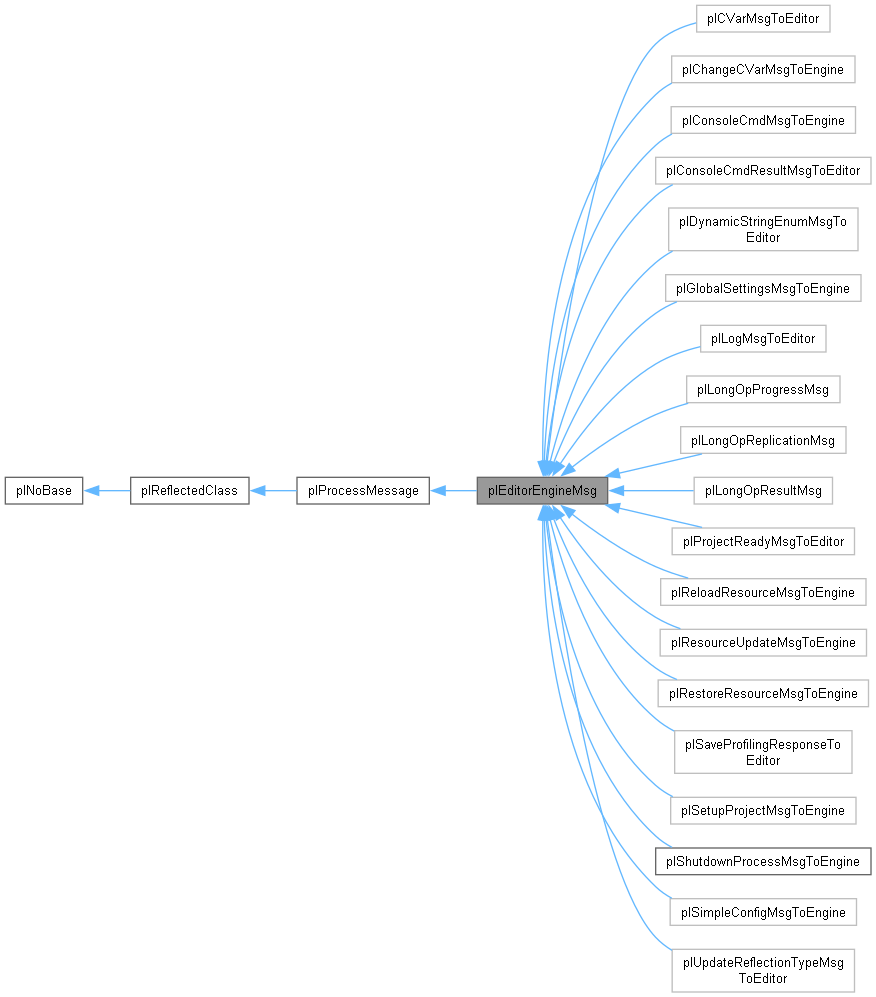 plCVarMsgToEditor
plChangeCVarMsgToEngine
plConsoleCmdMsgToEngine
plConsoleCmdResultMsgToEditor
plDynamicStringEnumMsgTo
Editor
plGlobalSettingsMsgToEngine
plLogMsgToEditor
plLongOpProgressMsg
plLongOpReplicationMsg
plNoBase
plReflectedClass
plProcessMessage
plEditorEngineMsg
plLongOpResultMsg
plProjectReadyMsgToEditor
plReloadResourceMsgToEngine
plResourceUpdateMsgToEngine
plRestoreResourceMsgToEngine
plSaveProfilingResponseTo
Editor
plSetupProjectMsgToEngine
plShutdownProcessMsgToEngine
plSimpleConfigMsgToEngine
plUpdateReflectionTypeMsg
ToEditor